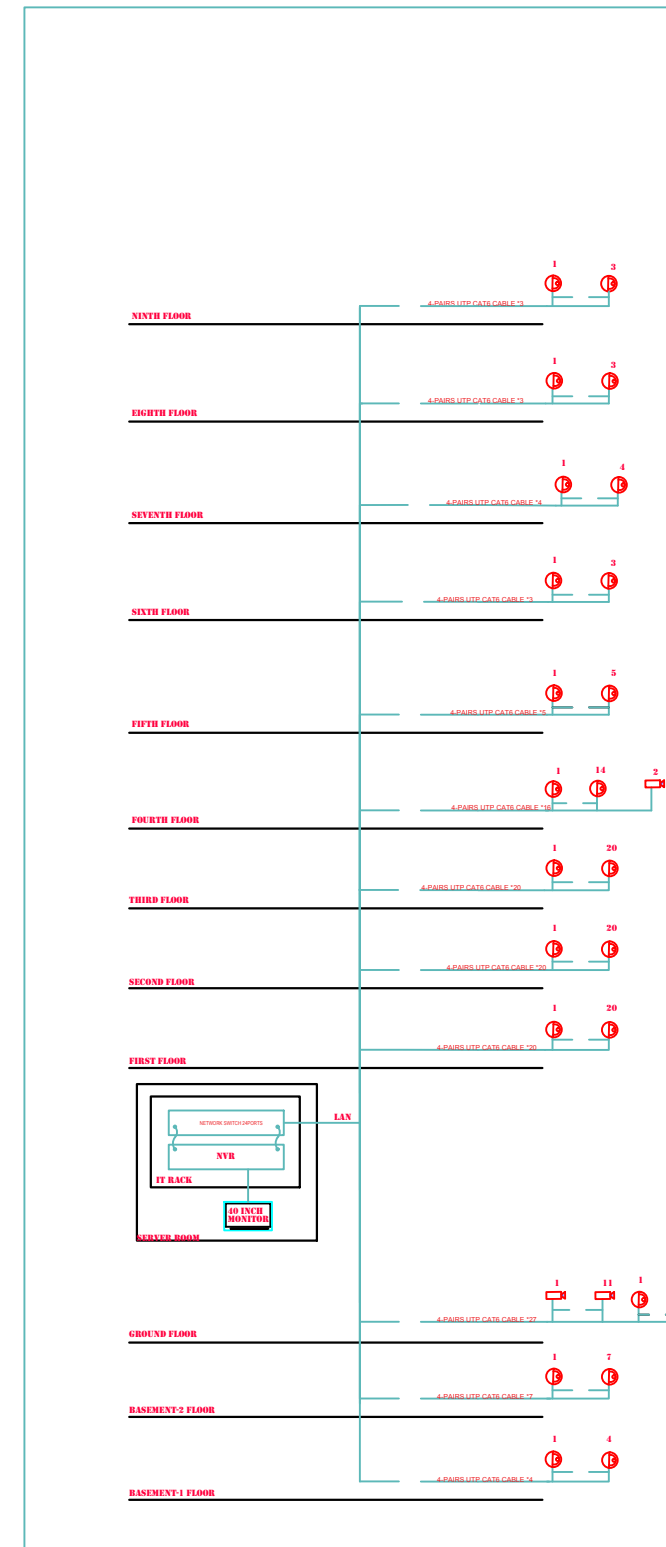 1 3
4-PAIRS UTP CAT6 CABLE *3
NINTH FLOOR
1 3
4-PAIRS UTP CAT6 CABLE *3
EIGHTH FLOOR
1 4
4-PAIRS UTP CAT6 CABLE *4
SEVENTH FLOOR
1 3
4-PAIRS UTP CAT6 CABLE *3
SIXTH FLOOR
1 5
4-PAIRS UTP CAT6 CABLE *5
FIFTH FLOOR
1 14 2
4-PAIRS UTP CAT6 CABLE *16
FOURTH FLOOR
1 20
4-PAIRS UTP CAT6 CABLE *20
THIRD FLOOR
1 20
4-PAIRS UTP CAT6 CABLE *20
SECOND FLOOR
1 20
4-PAIRS UTP CAT6 CABLE *20
FIRST FLOOR
LAN
NETWORK SWITCH 24PORTS
NVR
IT RACK
40 INCH
MONITOR
SERVER ROOM
1 11 1
4-PAIRS UTP CAT6 CABLE *27
GROUND FLOOR
1 7
4-PAIRS UTP CAT6 CABLE *7
BASEMENT-2 FLOOR
1 4
4-PAIRS UTP CAT6 CABLE *4
BASEMENT-1 FLOOR